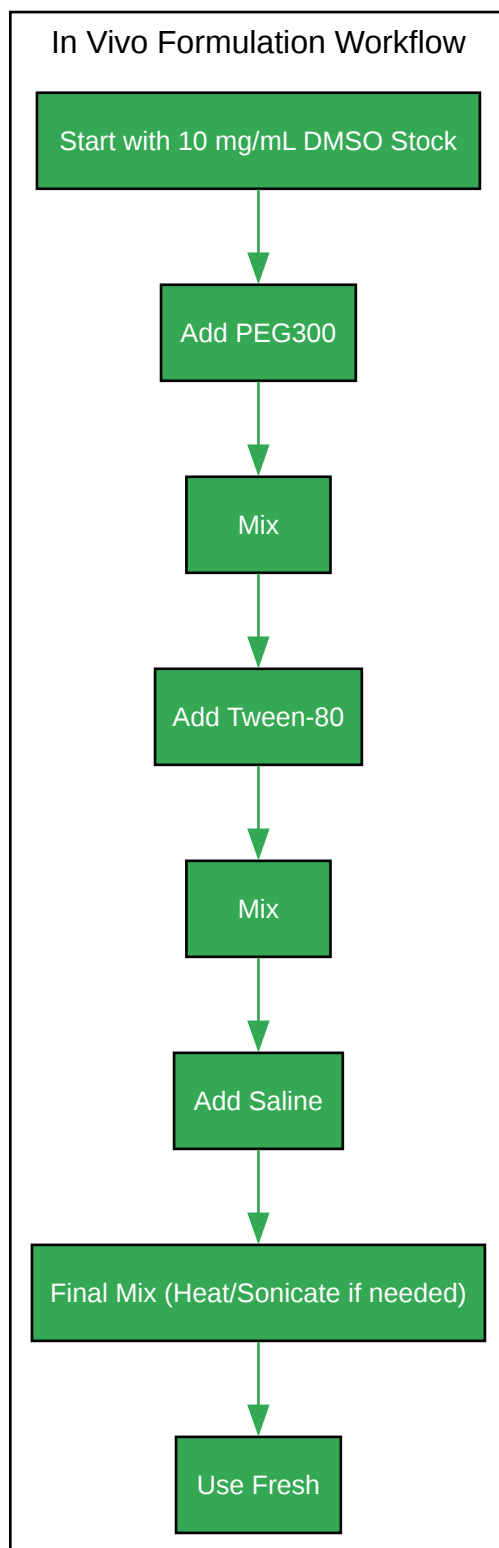 In Vivo Formulation Workflow
Start with 10 mg/mL DMSO Stock
Add PEG300
Mix
Add Tween-80
Mix
Add Saline
Final Mix (Heat/Sonicate if needed)
Use Fresh